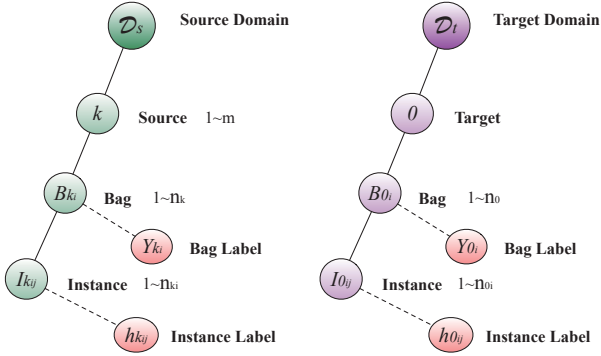 𝒟s Source Domain
k Source 1~m
Bki Bag 1~nk
Yki Bag Label
Ikij Instance 1~nki
hkij Instance Label
𝒟t Target Domain
0 Target
B0i Bag 1~n0
Y0i Bag Label
I0ij Instance 1~n0i
h0ij Instance Label